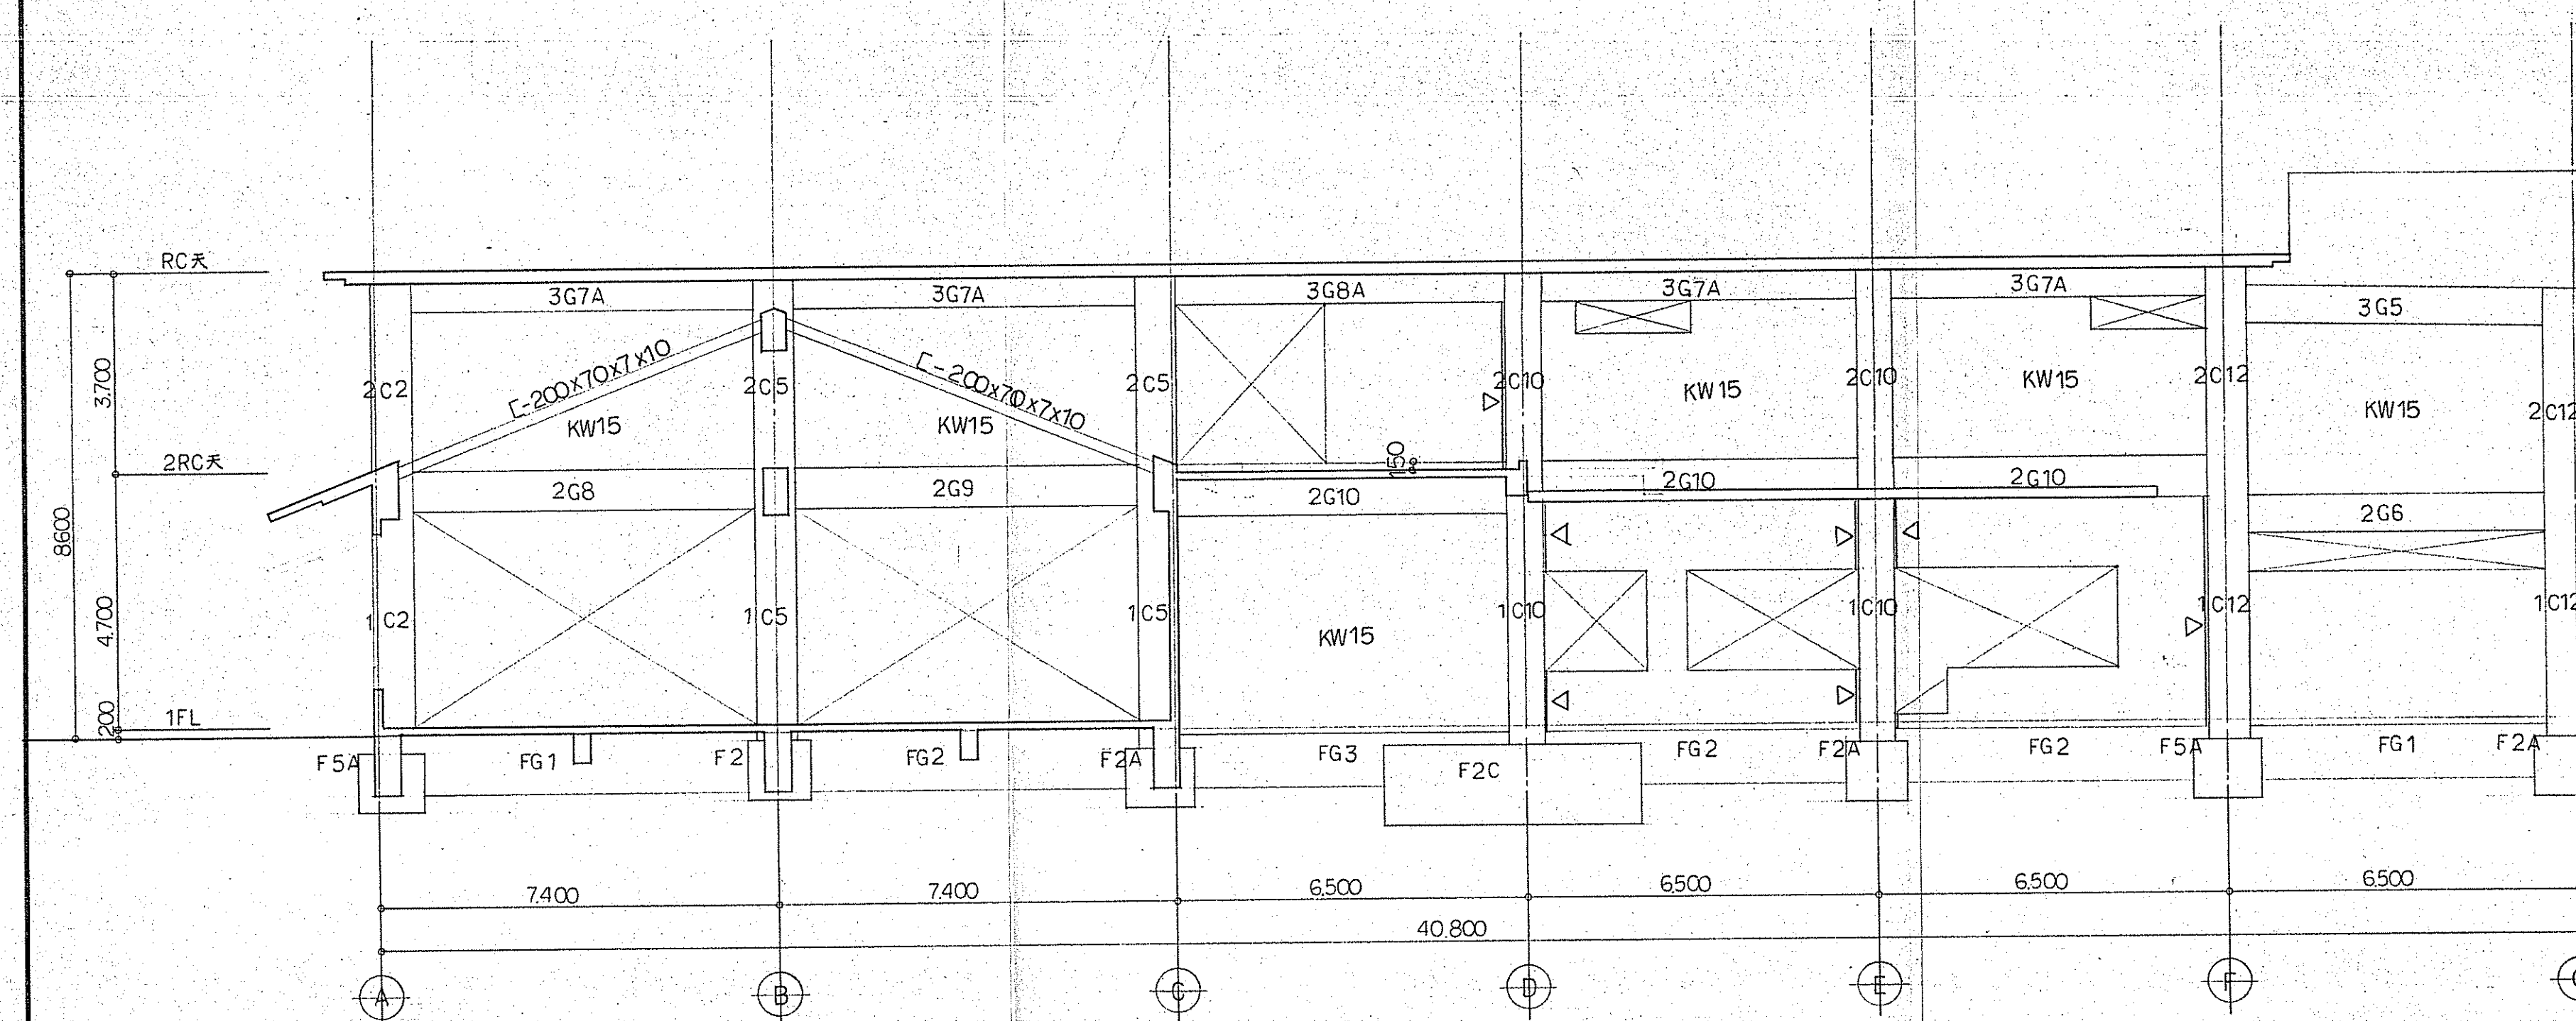 RC天
3G7A
3G7A
3G8A
3G7A
3G7A
3G5
3.700
2C2
[-200x70x7x10
KW15
2C5
[-200x70x7x10
KW15
2C5
2C10
KW15
2C10
KW15
2C12
KW15
2C12
2RC天
150
2G8
2G9
2G10
2G10
2G10
2G6
8.600
4.700
1C2
1C5
1C5
KW15
1C10
1C10
1C12
1C12
200
1FL
F5A
FG1
F2
FG2
F2A
FG3
F2C
FG2
F2A
FG2
F5A
FG1
F2A
7.400
7.400
6.500
6.500
6.500
6.500
40.800
A
B
C
D
E
F